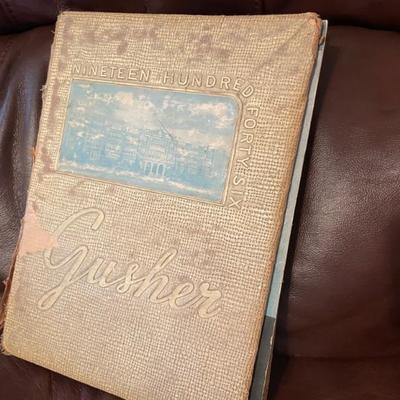 NINETEEN HUNDRED FORTY-SIX
Gusher